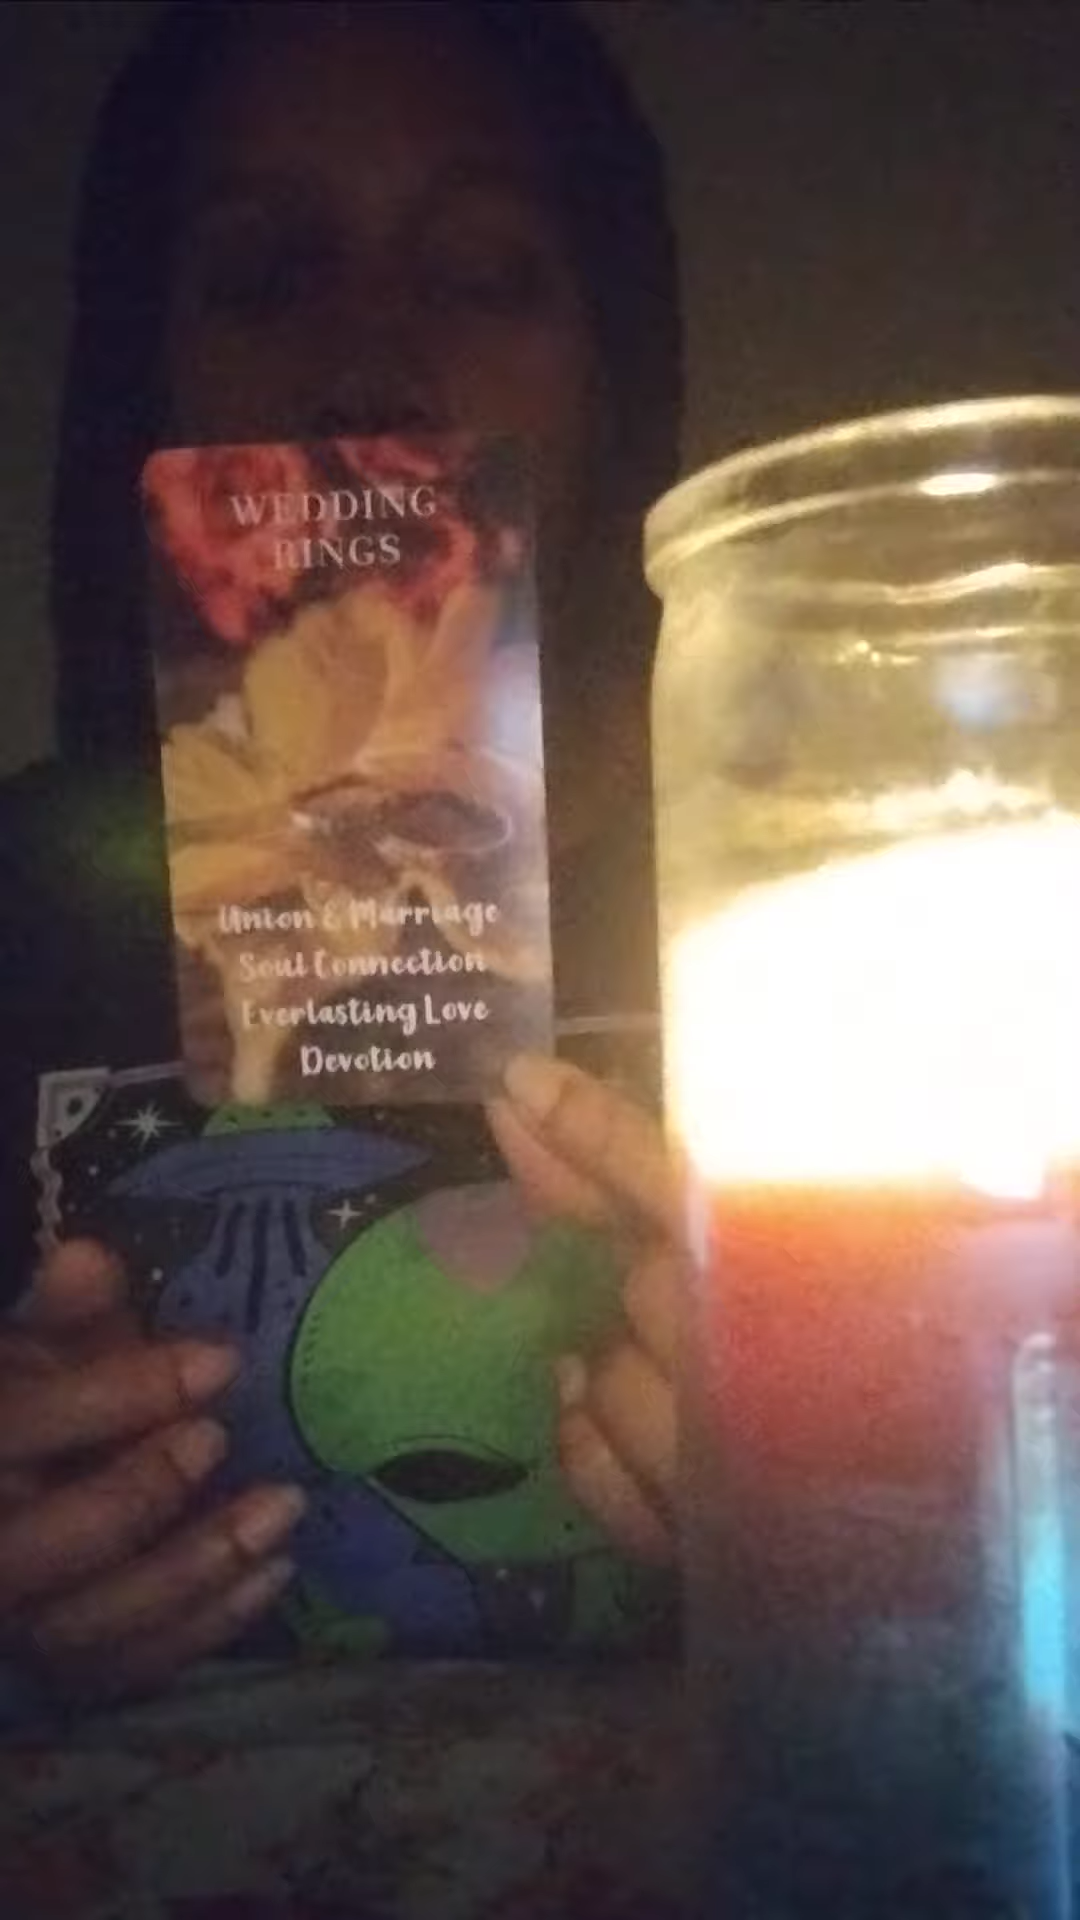 WEDDING
RINGS
Union & Marriage
Soul Connection
Everlasting Love
Devotion